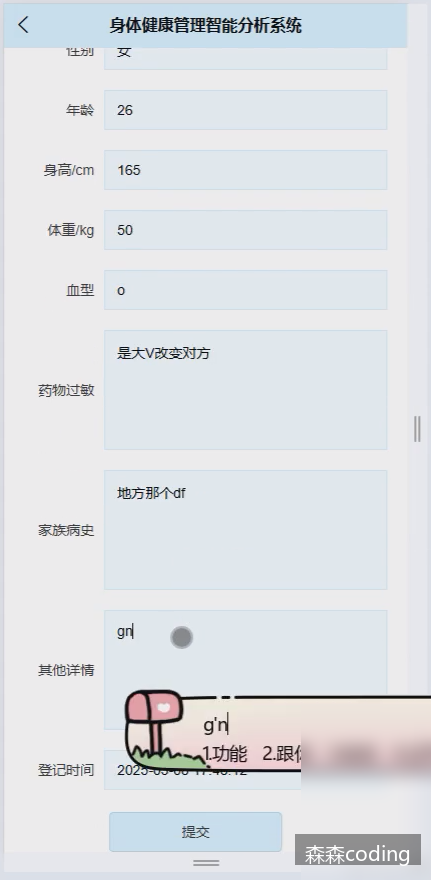 身体健康管理智能分析系统
性别 女
年龄 26
身高/cm 165
体重/kg 50
血型 o
药物过敏 是大V改变对方
家族病史 地方那个df
其他详情 gn
g'n
1.功能 2.跟
登记时间
提交
森森coding